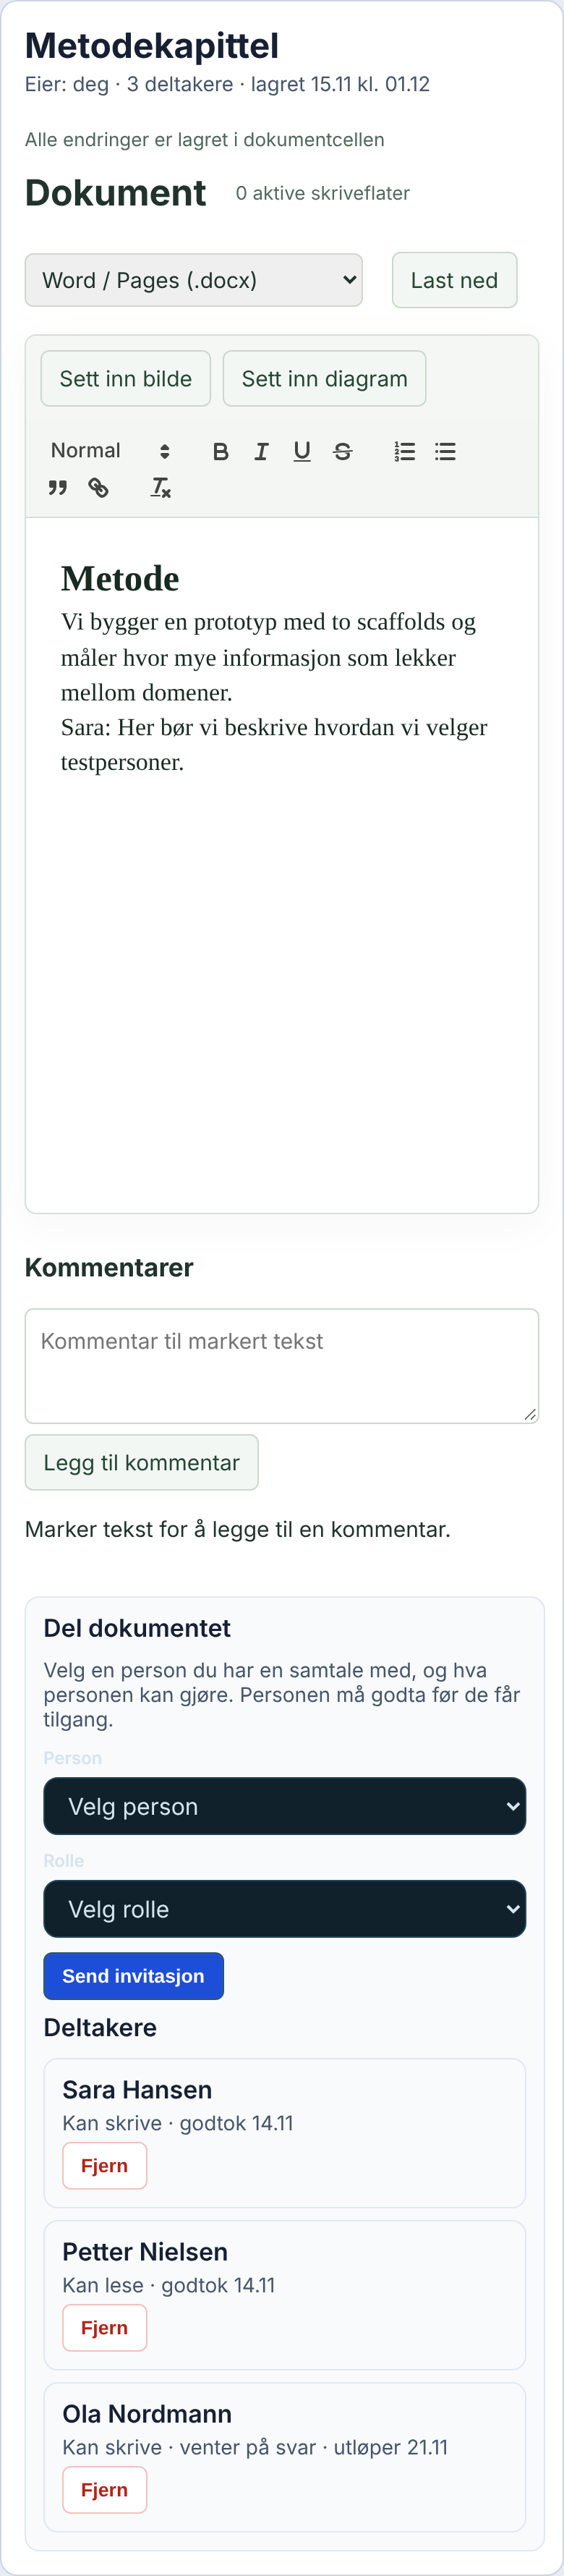 Metodekapittel
Eier: deg · 3 deltakere · lagret 15.11 kl. 01.12
Alle endringer er lagret i dokumentcellen
Dokument 0 aktive skriveflater
Word / Pages (.docx) Last ned
Sett inn bilde Sett inn diagram
Normal
Metode
Vi bygger en prototyp med to scaffolds og
måler hvor mye informasjon som lekker
mellom domener.
Sara: Her bør vi beskrive hvordan vi velger
testpersoner.
Kommentarer
Kommentar til markert tekst
Legg til kommentar
Marker tekst for å legge til en kommentar.
Del dokumentet
Velg en person du har en samtale med, og hva
personen kan gjøre. Personen må godta før de får
tilgang.
Person
Velg person
Rolle
Velg rolle
Send invitasjon
Deltakere
Sara Hansen
Kan skrive · godtok 14.11
Fjern
Petter Nielsen
Kan lese · godtok 14.11
Fjern
Ola Nordmann
Kan skrive · venter på svar · utløper 21.11
Fjern